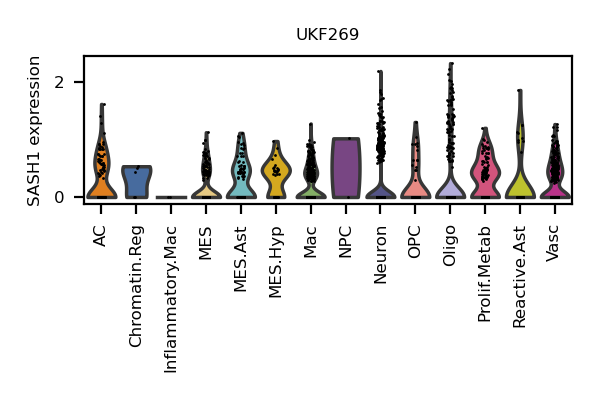 UKF269
SASH1 expression
2
0
AC
Chromatin.Reg
Inflammatory.Mac
MES
MES.Ast
MES.Hyp
Mac
NPC
Neuron
OPC
Oligo
Prolif.Metab
Reactive.Ast
Vasc